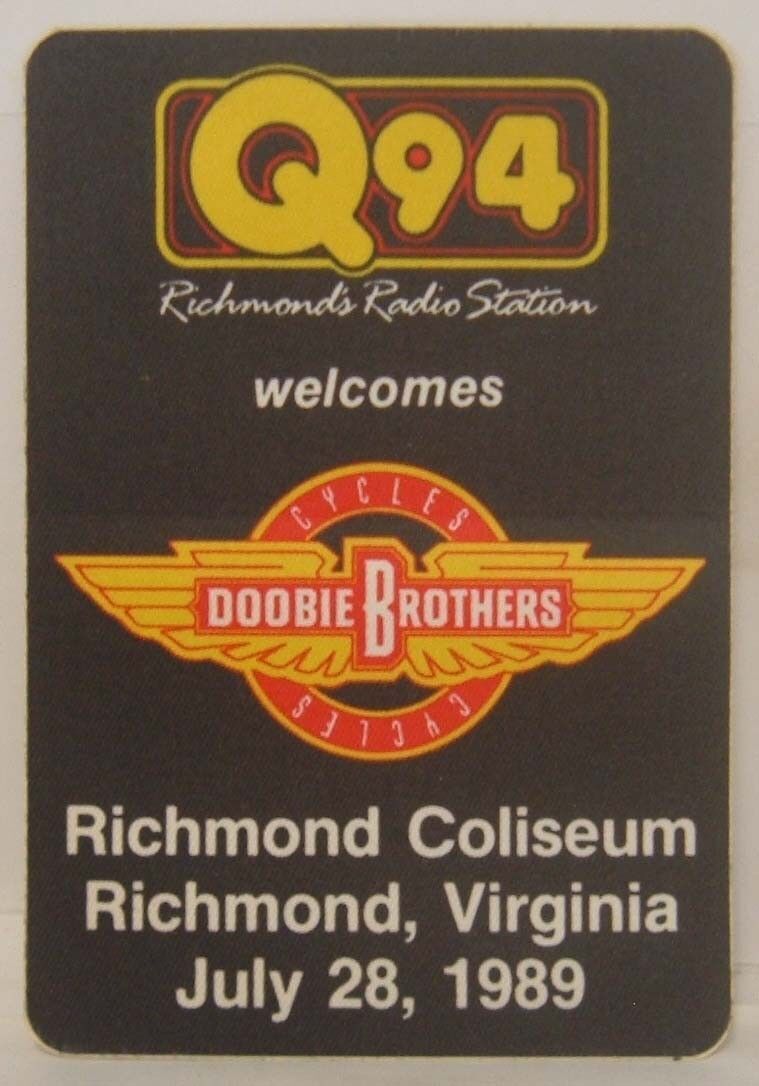 Q94
Richmond's Radio Station
welcomes
CYCLES
DOOBIE BROTHERS
CYCLES
Richmond Coliseum
Richmond, Virginia
July 28, 1989